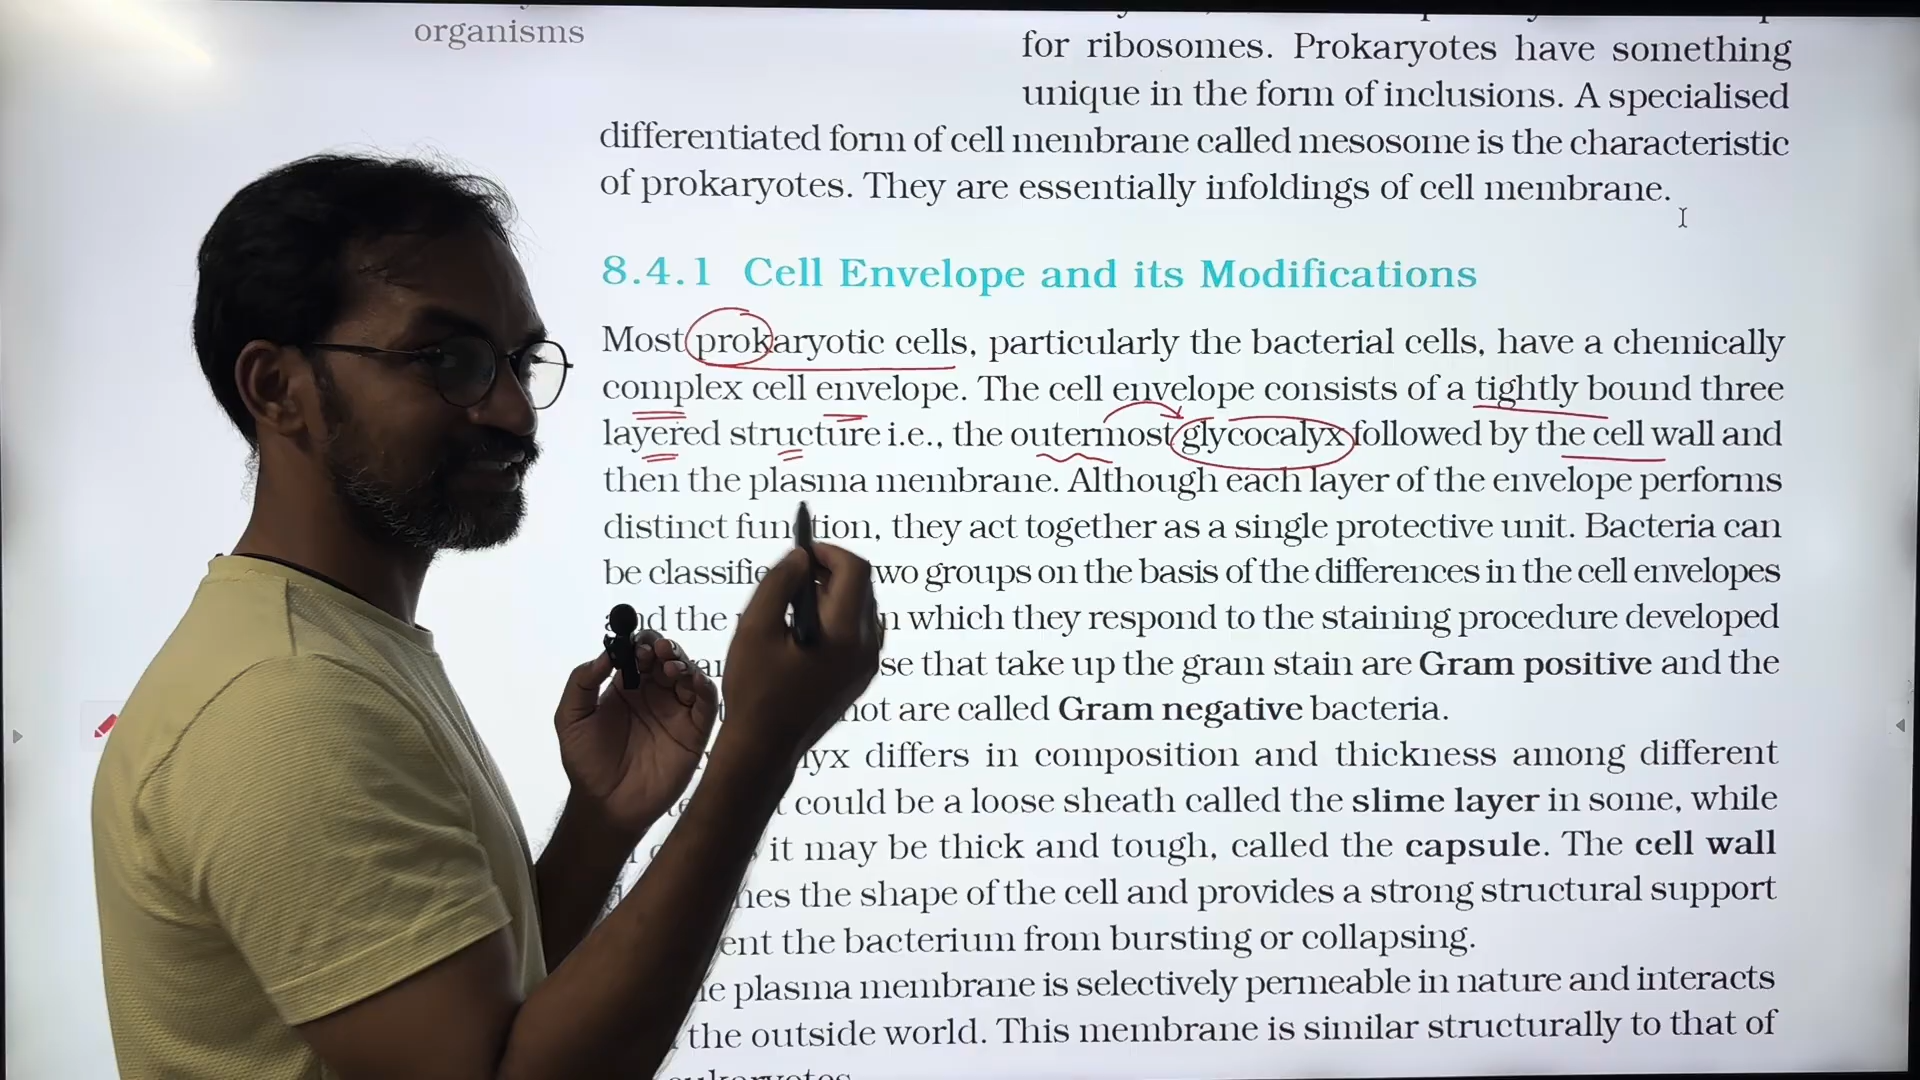 organisms
for ribosomes. Prokaryotes have something
unique in the form of inclusions. A specialised
differentiated form of cell membrane called mesosome is the characteristic
of prokaryotes. They are essentially infoldings of cell membrane.
8.4.1 Cell Envelope and its Modifications
Most prokaryotic cells, particularly the bacterial cells, have a chemically
complex cell envelope. The cell envelope consists of a tightly bound three
layered structure i.e., the outermost glycocalyx followed by the cell wall and
then the plasma membrane. Although each layer of the envelope performs
distinct function, they act together as a single protective unit. Bacteria can
be wo groups on the basis of the differences in the cell envelopes
the which they respond to the staining procedure developed
that take up the gram stain are Gram positive and the
not are called Gram negative bacteria.
differs in composition and thickness among different
could be a loose sheath called the slime layer in some, while
it may be thick and tough, called the capsule. The cell wall
the shape of the cell and provides a strong structural support
the bacterium from bursting or collapsing.
plasma membrane is selectively permeable in nature and interacts
the outside world. This membrane is similar structurally to that of